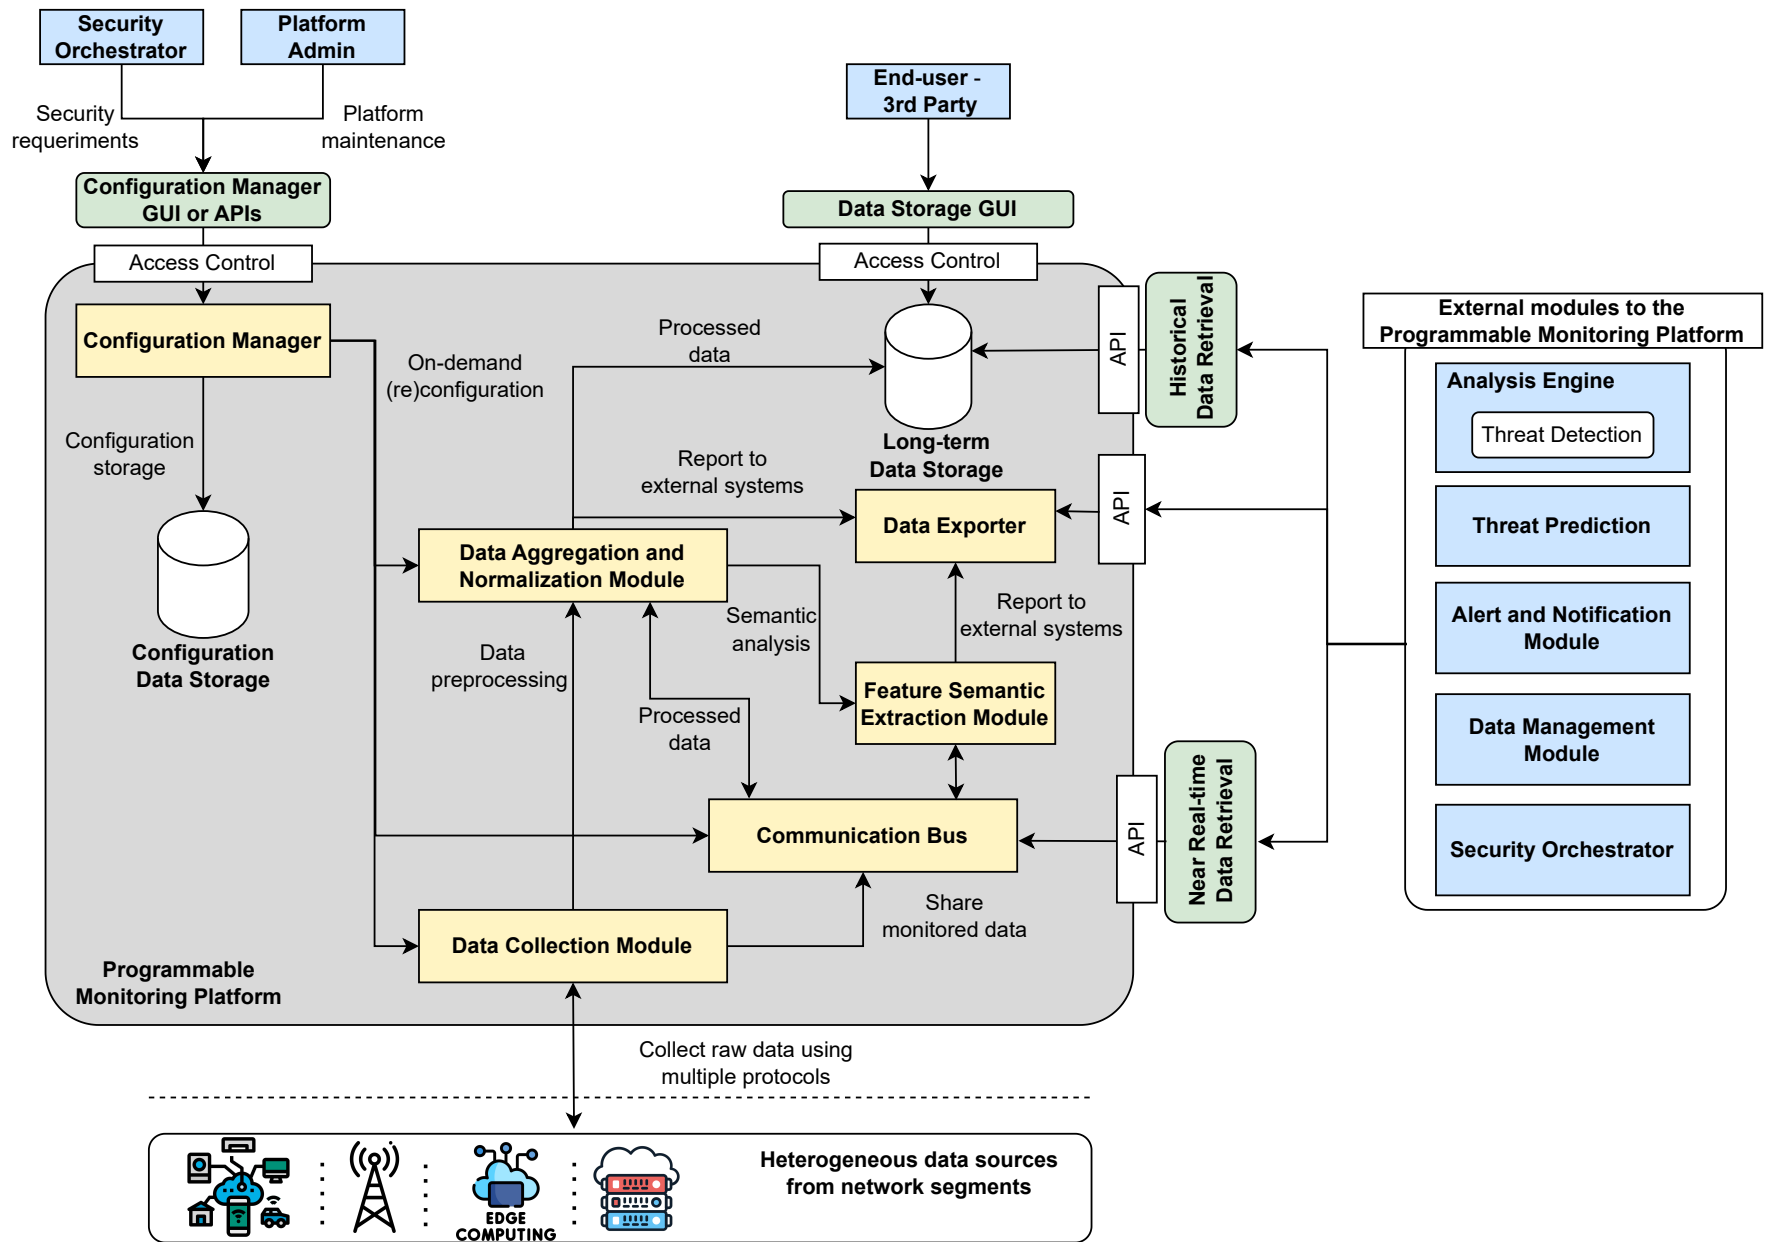 Security
Orchestrator
Platform
Admin
End-user -
3rd Party
Security
requeriments
Platform
maintenance
Configuration Manager
GUI or APIs
Data Storage GUI
Access Control
Access Control
Configuration Manager
On-demand
(re)configuration
Processed
data
API
Historical
Data Retrieval
External modules to the
Programmable Monitoring Platform
Analysis Engine
Threat Detection
Configuration
storage
Long-term
Data Storage
Report to
external systems
Data Exporter
API
Threat Prediction
Data Aggregation and
Normalization Module
Semantic
analysis
Report to
external systems
Alert and Notification
Module
Configuration
Data Storage
Data
preprocessing
Processed
data
Feature Semantic
Extraction Module
Data Management
Module
Communication Bus
API
Near Real-time
Data Retrieval
Security Orchestrator
Share
monitored data
Data Collection Module
Programmable
Monitoring Platform
Collect raw data using
multiple protocols
EDGE
COMPUTING
Heterogeneous data sources
from network segments